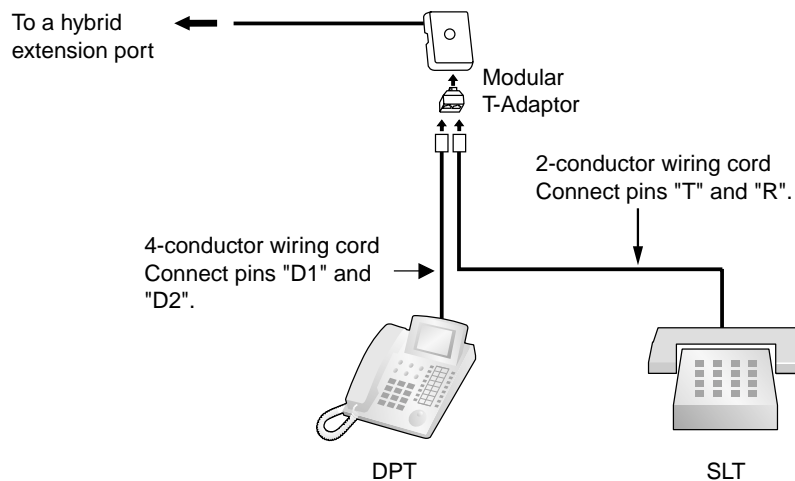 To a hybrid
extension port
Modular
T-Adaptor
2-conductor wiring cord
Connect pins "T" and "R".
4-conductor wiring cord
Connect pins "D1" and
"D2".
DPT
SLT